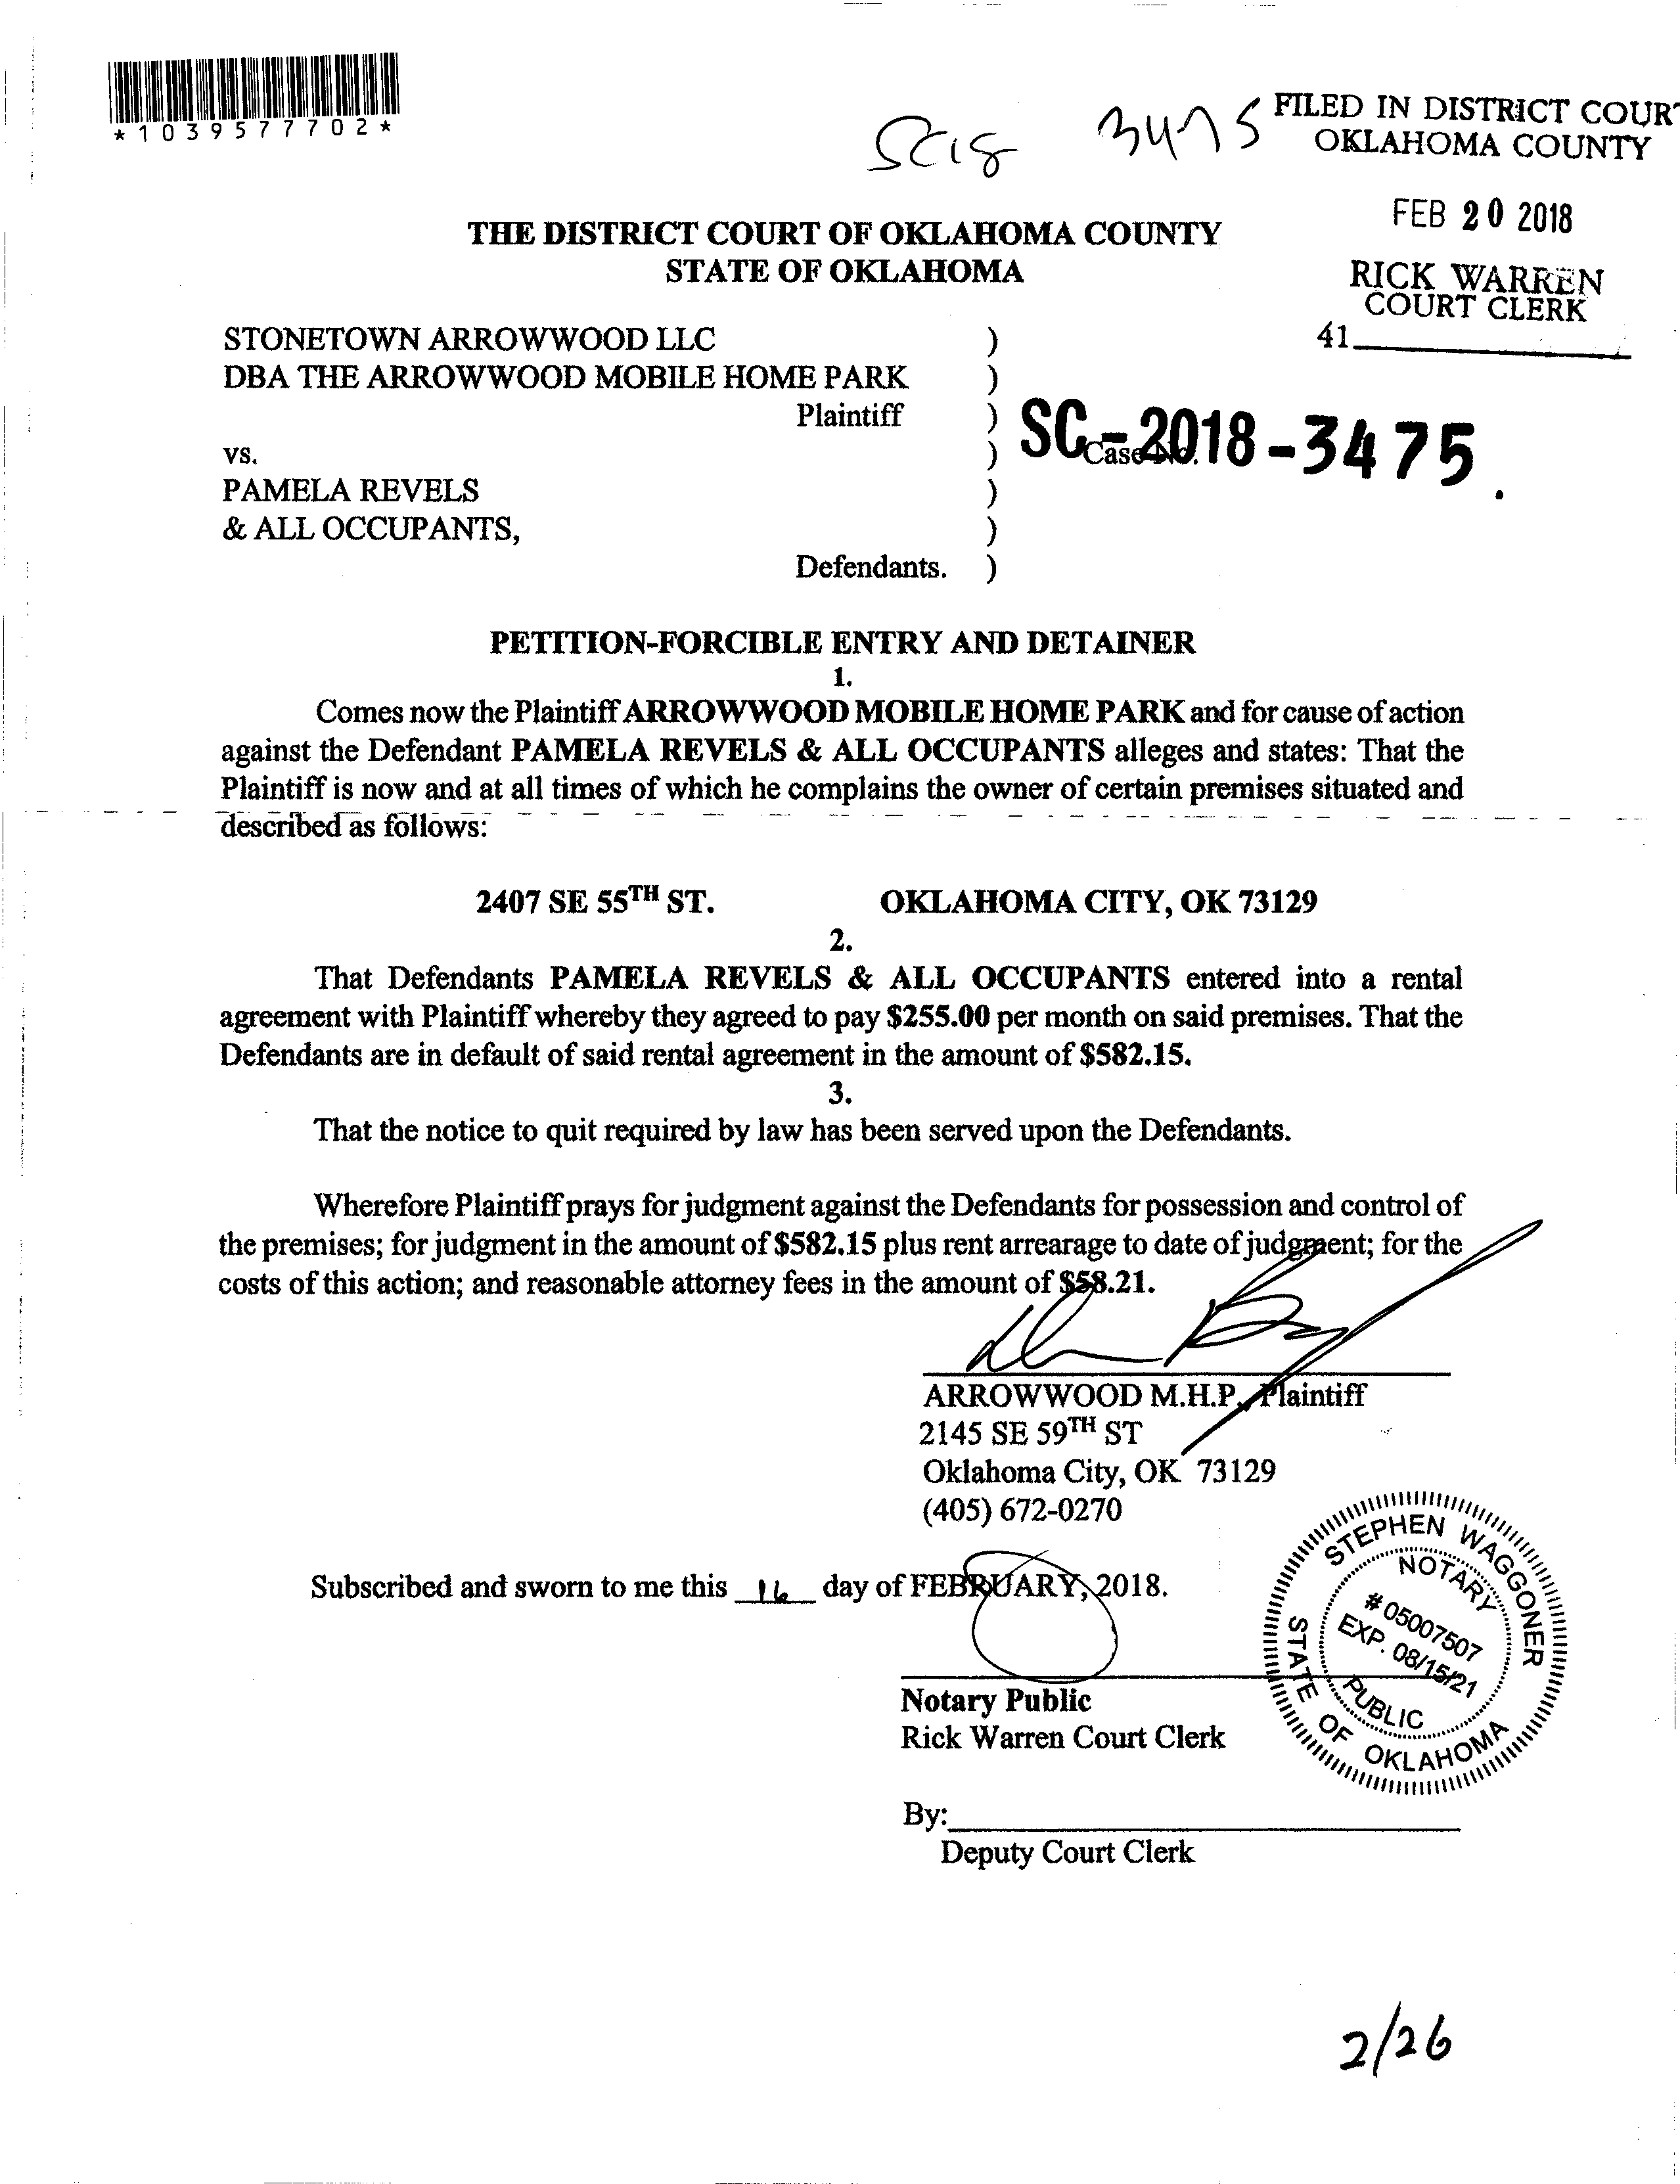 *1039577702*
SC18 3475
FILED IN DISTRICT COURT
OKLAHOMA COUNTY
FEB 20 2018
RICK WARREN
COURT CLERK
41
THE DISTRICT COURT OF OKLAHOMA COUNTY
STATE OF OKLAHOMA
STONETOWN ARROWWOOD LLC )
DBA THE ARROWWOOD MOBILE HOME PARK )
Plaintiff )
SC-2018-3475
Case No. .
vs. )
PAMELA REVELS )
& ALL OCCUPANTS, )
Defendants. )
PETITION-FORCIBLE ENTRY AND DETAINER
1.
Comes now the Plaintiff ARROWWOOD MOBILE HOME PARK and for cause of action
against the Defendant PAMELA REVELS & ALL OCCUPANTS alleges and states: That the
Plaintiff is now and at all times of which he complains the owner of certain premises situated and
described as follows:
2407 SE 55TH ST. OKLAHOMA CITY, OK 73129
2.
That Defendants PAMELA REVELS & ALL OCCUPANTS entered into a rental
agreement with Plaintiff whereby they agreed to pay $255.00 per month on said premises. That the
Defendants are in default of said rental agreement in the amount of $582.15.
3.
That the notice to quit required by law has been served upon the Defendants.
Wherefore Plaintiff prays for judgment against the Defendants for possession and control of
the premises; for judgment in the amount of $582.15 plus rent arrearage to date of judgment; for the
costs of this action; and reasonable attorney fees in the amount of $58.21.
ARROWWOOD M.H.P., Plaintiff
2145 SE 59TH ST
Oklahoma City, OK 73129
(405) 672-0270
Subscribed and sworn to me this 16 day of FEBRUARY, 2018.
STEPHEN WAGGONER
NOTARY
# 05007507
EXP. 08/15/21
PUBLIC
STATE OF OKLAHOMA
Notary Public
Rick Warren Court Clerk
By:
Deputy Court Clerk
2/26